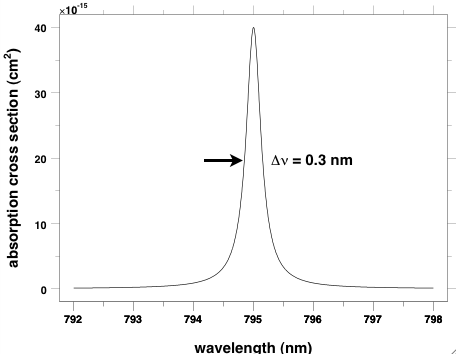 ×10⁻¹⁵
absorption cross section (cm²)
40
30
20
10
0
Δν = 0.3 nm
792 793 794 795 796 797 798
wavelength (nm)